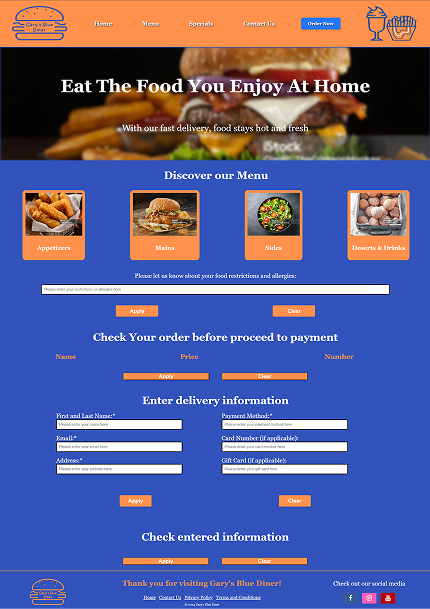 Gary's Blue
Diner
Home Menu Specials Contact Us Order Now
Eat The Food You Enjoy At Home
With our fast delivery, food stays hot and fresh
iStock
Discover our Menu
Appetizers Mains Sides Deserts & Drinks
Please let us know about your food restrictions and allergies:
Please enter your restrictions or allergies here
Apply Clear
Check Your order before proceed to payment
Name Price Number
Apply Clear
Enter delivery information
First and Last Name:* Payment Method:*
Please enter your name here Please enter your payment method here
Email:* Card Number (if applicable):
Please enter your email here Please enter your card number here
Address:* Gift Card (if applicable):
Please enter your address here Please enter your gift card here
Apply Clear
Check entered information
Apply Clear
Gary's Blue
Diner
Thank you for visiting Gary's Blue Diner! Check out our social media
Home Contact Us Privacy Policy Terms and Conditions